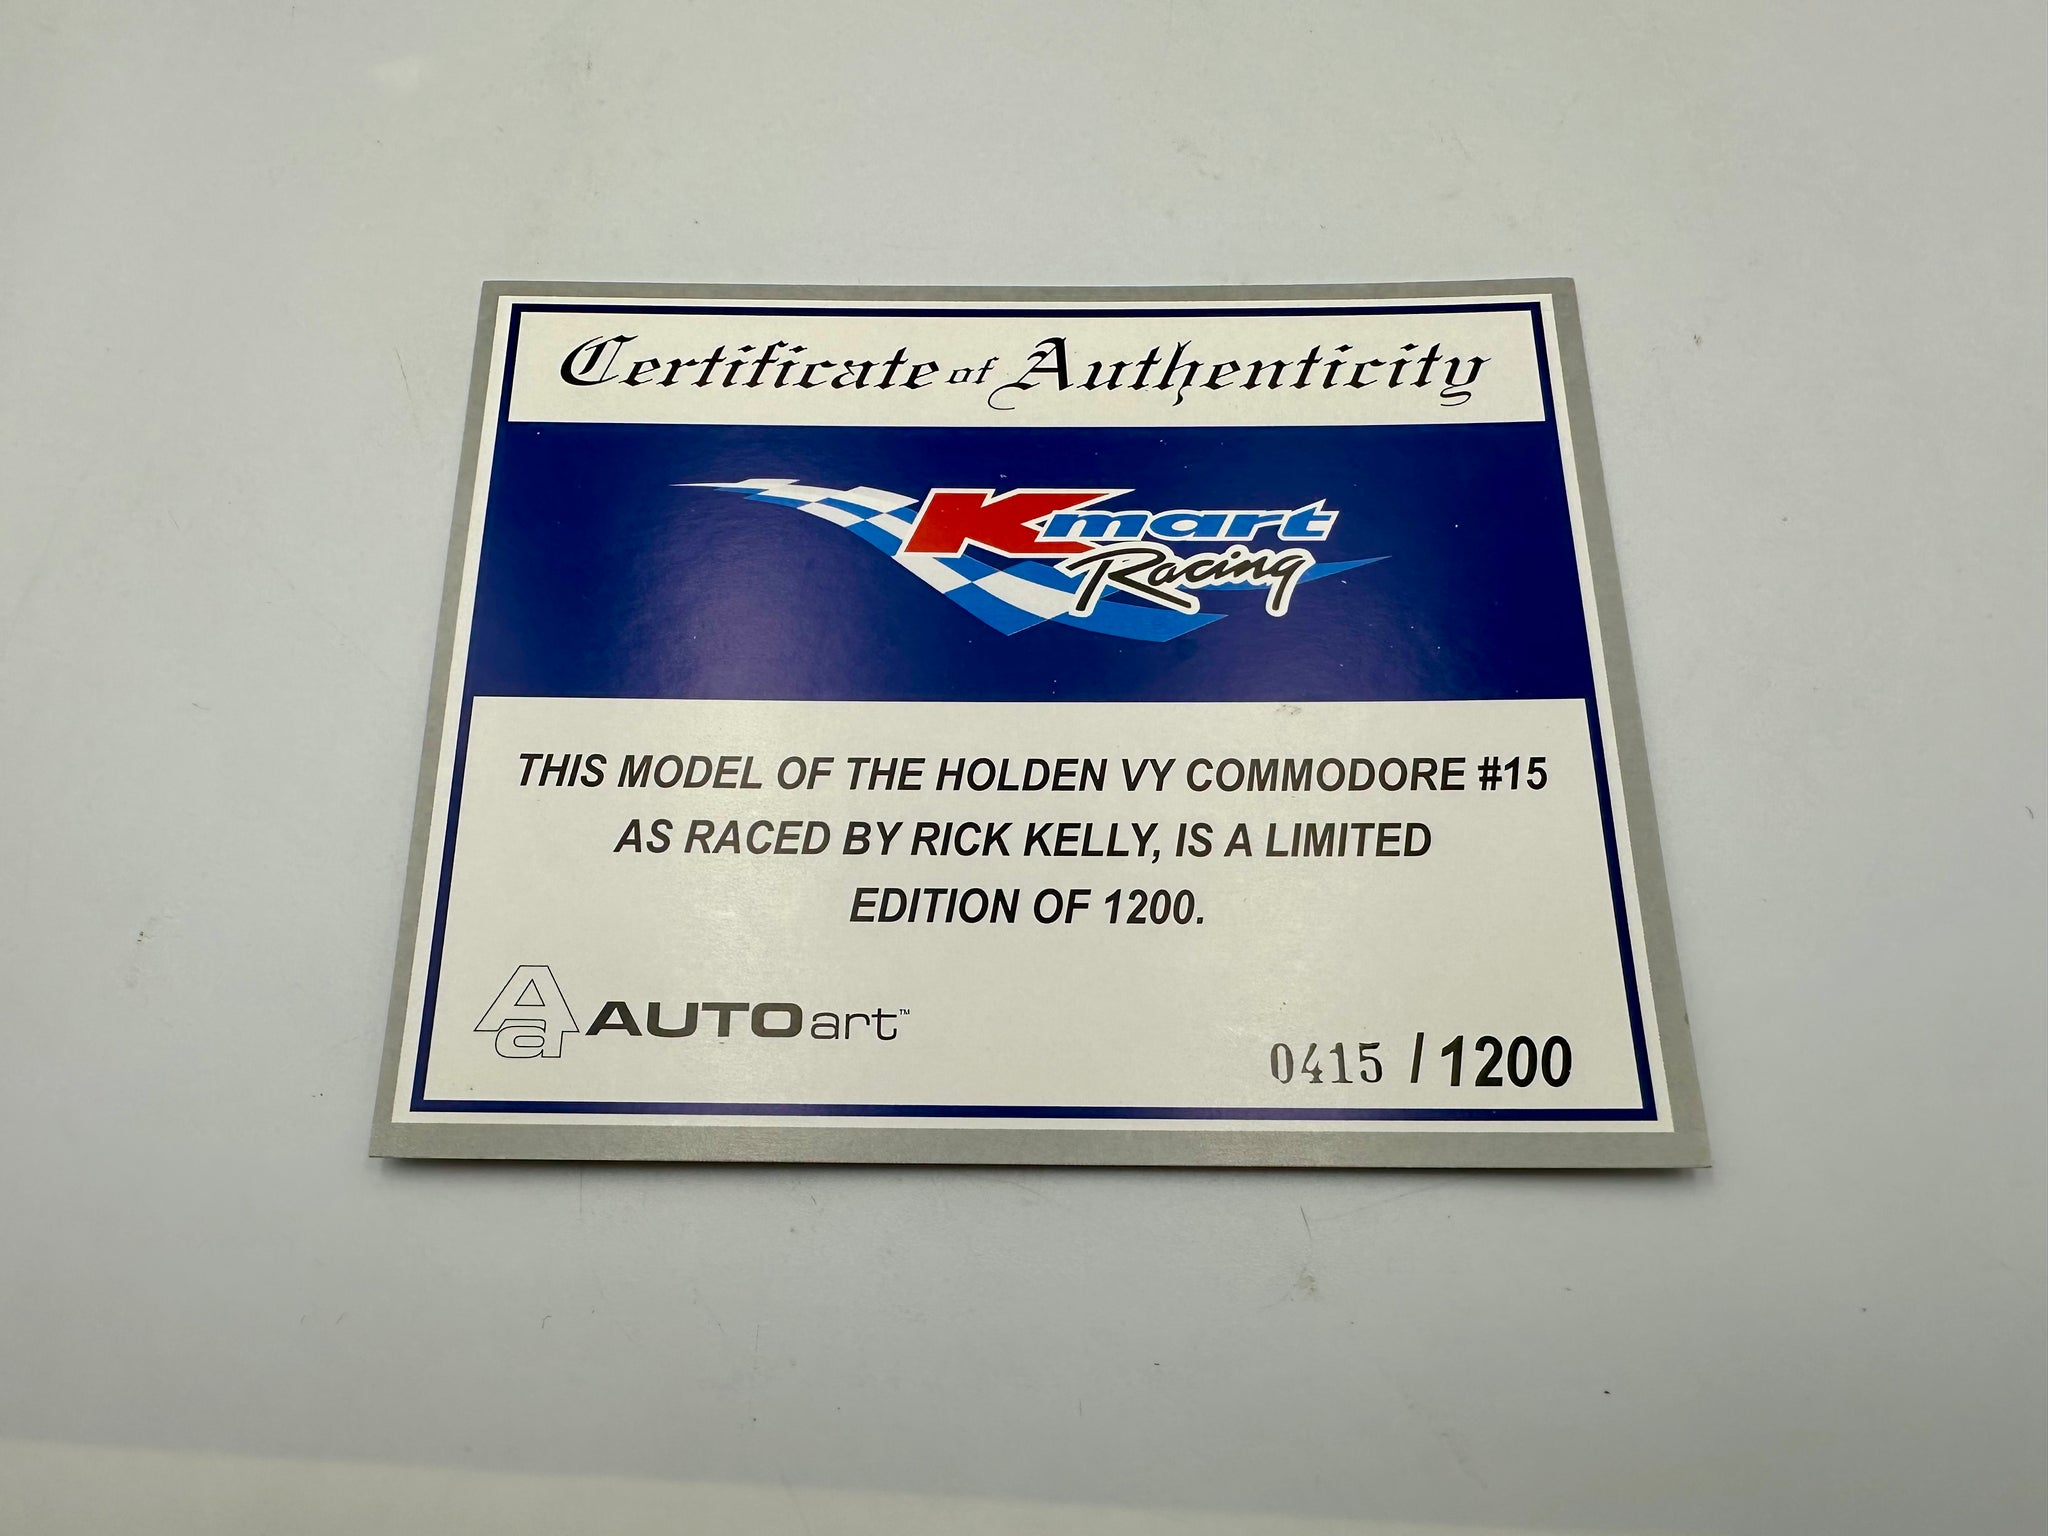 Certificate of Authenticity
Kmart
Racing
THIS MODEL OF THE HOLDEN VY COMMODORE #15
AS RACED BY RICK KELLY, IS A LIMITED
EDITION OF 1200.
Aa AUTOart™
0415 / 1200